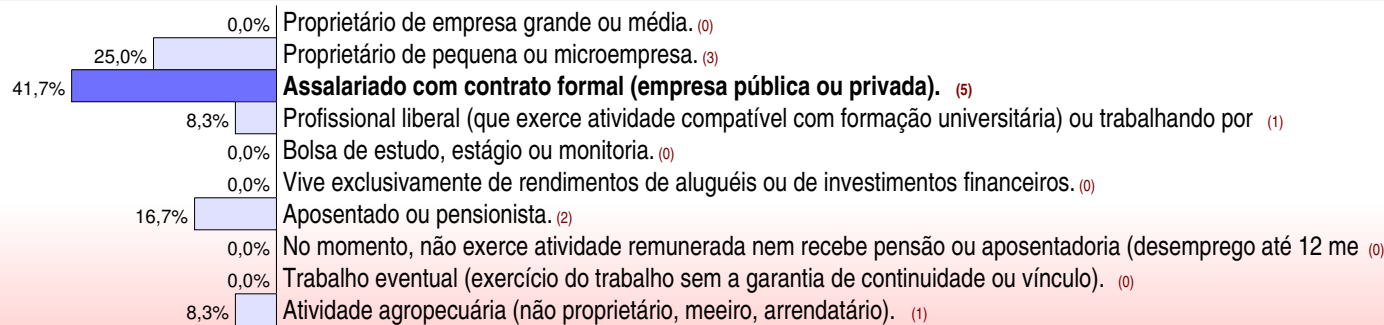 0,0% Proprietário de empresa grande ou média. (0)
25,0% Proprietário de pequena ou microempresa. (3)
41,7% Assalariado com contrato formal (empresa pública ou privada). (5)
8,3% Profissional liberal (que exerce atividade compatível com formação universitária) ou trabalhando por (1)
0,0% Bolsa de estudo, estágio ou monitoria. (0)
0,0% Vive exclusivamente de rendimentos de aluguéis ou de investimentos financeiros. (0)
16,7% Aposentado ou pensionista. (2)
0,0% No momento, não exerce atividade remunerada nem recebe pensão ou aposentadoria (desemprego até 12 me (0)
0,0% Trabalho eventual (exercício do trabalho sem a garantia de continuidade ou vínculo). (0)
8,3% Atividade agropecuária (não proprietário, meeiro, arrendatário). (1)